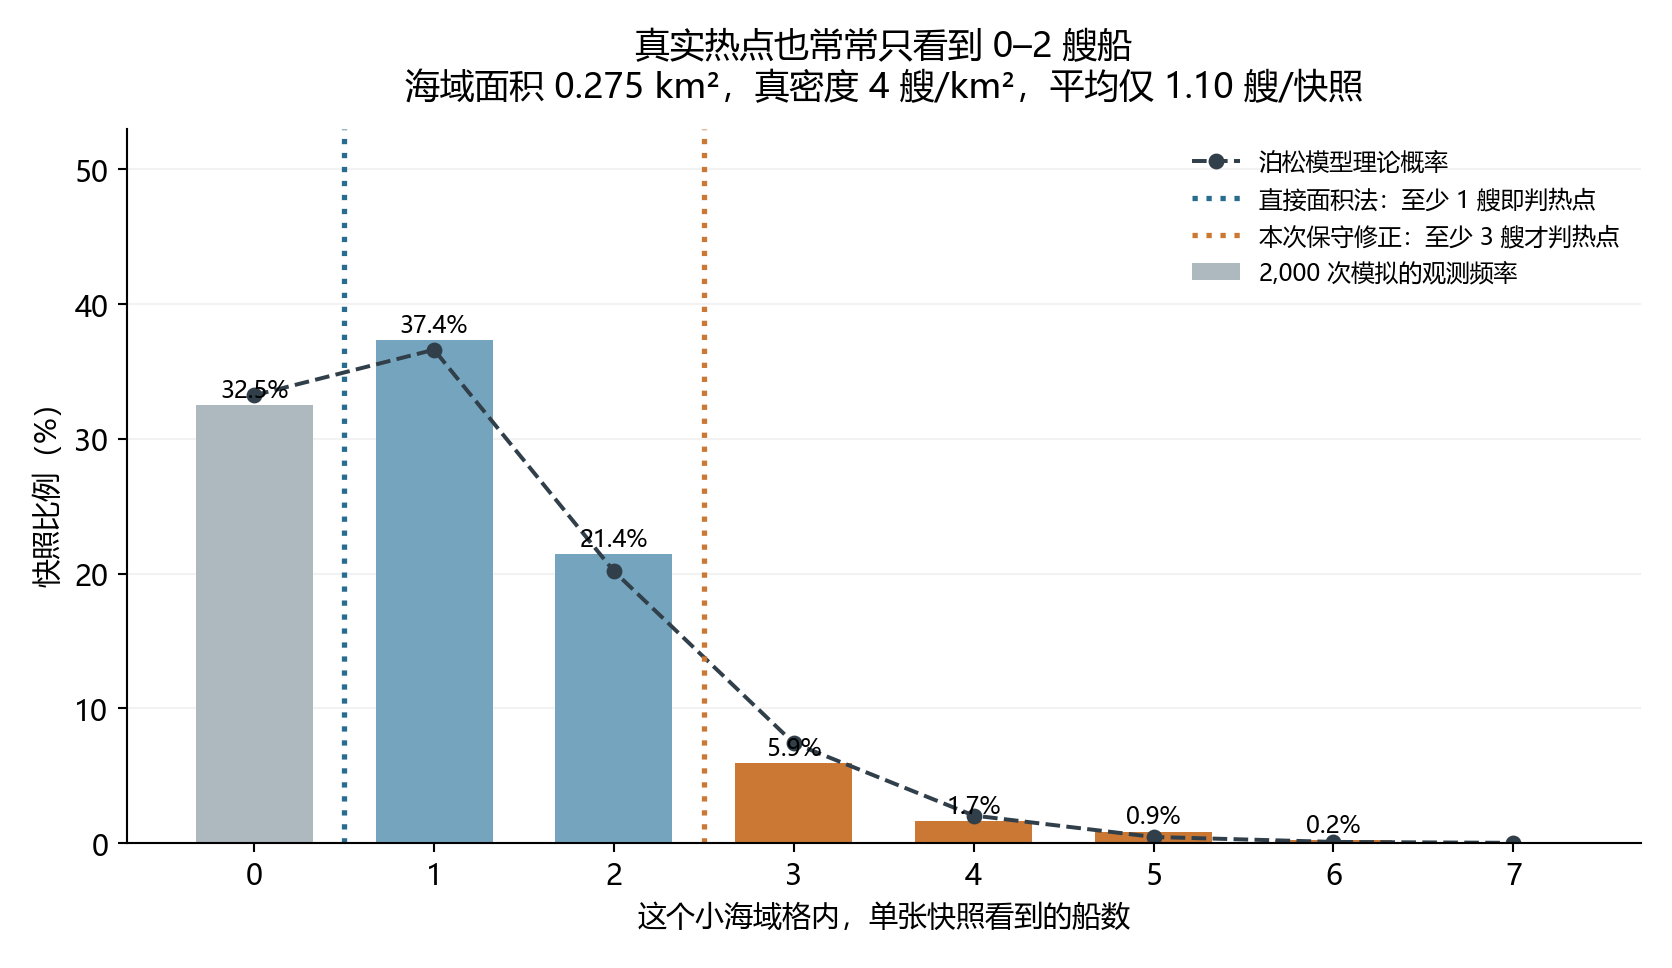 真实热点也常常只看到 0–2 艘船
海域面积 0.275 km²，真密度 4 艘/km²，平均仅 1.10 艘/快照
泊松模型理论概率
直接面积法：至少 1 艘即判热点
本次保守修正：至少 3 艘才判热点
2,000 次模拟的观测频率
快照比例（%）
50
40
30
20
10
0
32.5%
37.4%
21.4%
5.9%
1.7%
0.9%
0.2%
0 1 2 3 4 5 6 7
这个小海域格内，单张快照看到的船数